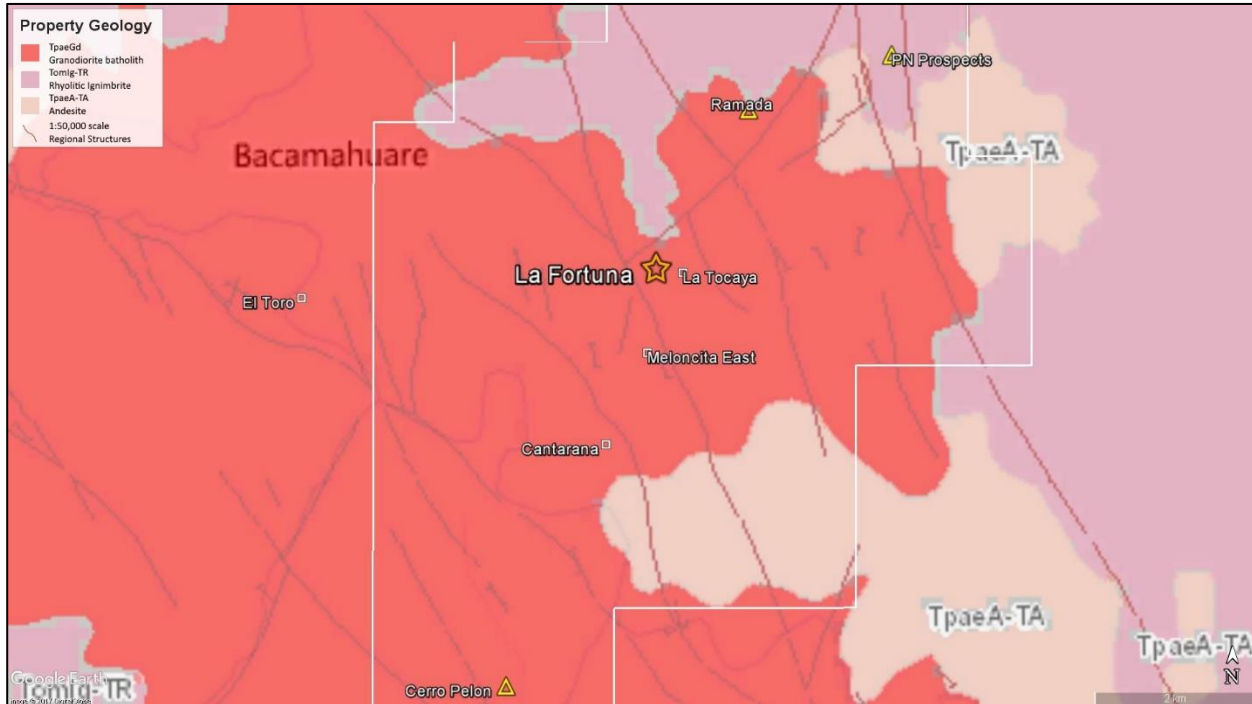 Property Geology
TpaeGd
Granodiorite batholith
TomIg-TR
Rhyolitic Ignimbrite
TpaeA-TA
Andesite
1:50,000 scale
Regional Structures
PN Prospects
Ramada
Bacamahuare
TpaeA-TA
La Fortuna
La Tocaya
El Toro
Meloncita East
Cantarana
TpaeA-TA
TpaeA-TA
Google Earth
TomIg-TR
Cerro Pelon
N
2 km